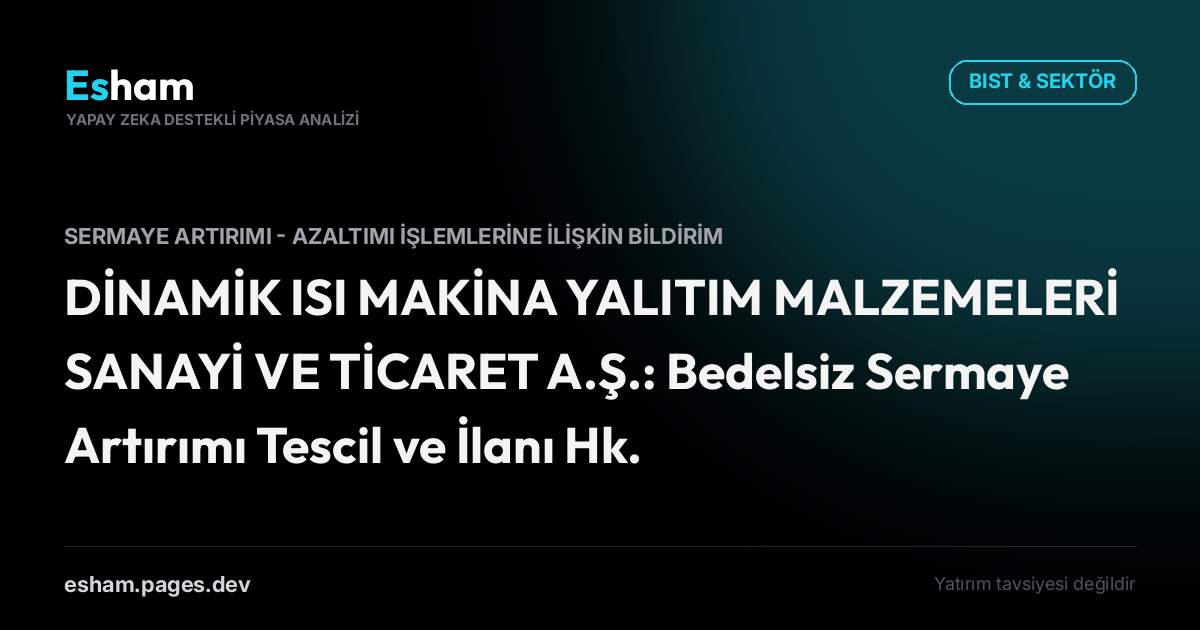 Esham
YAPAY ZEKA DESTEKLİ PİYASA ANALİZİ
BIST & SEKTÖR
SERMAYE ARTIRIMI - AZALTIMI İŞLEMLERİNE İLİŞKİN BİLDİRİM
DİNAMİK ISI MAKİNA YALITIM MALZEMELERİ
SANAYİ VE TİCARET A.Ş.: Bedelsiz Sermaye
Artırımı Tescil ve İlanı Hk.
esham.pages.dev
Yatırım tavsiyesi değildir